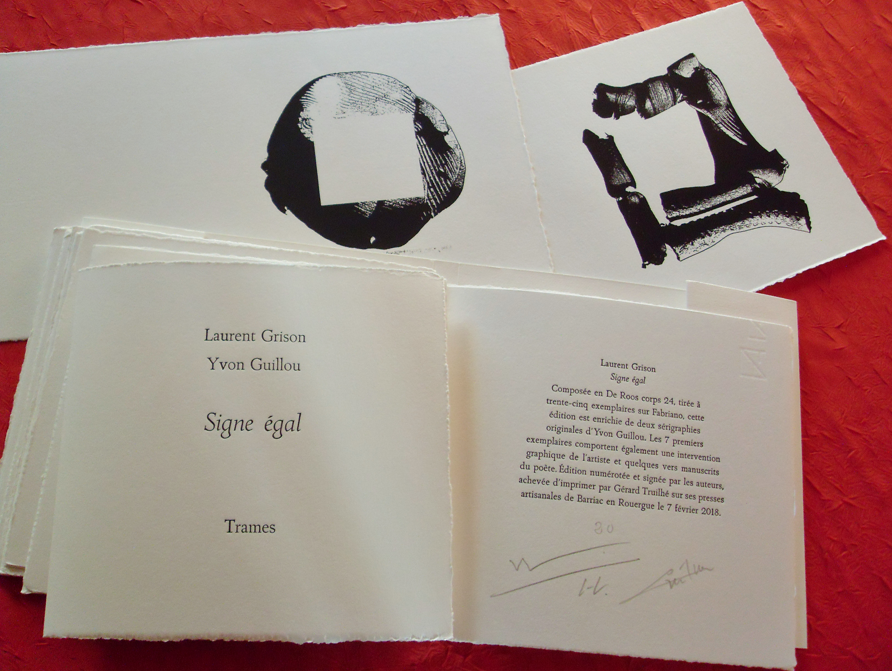 Laurent Grison
Yvon Guillou
Signe égal
Trames
Laurent Grison
Signe égal
Composée en De Roos corps 24, tirée à
trente-cinq exemplaires sur Fabriano, cette
édition est enrichie de deux sérigraphies
originales d'Yvon Guillou. Les 7 premiers
exemplaires comportent également une intervention
graphique de l'artiste et quelques vers manuscrits
du poète. Édition numérotée et signée par les auteurs,
achevée d'imprimer par Gérard Truilhé sur ses presses
artisanales de Barriac en Rouergue le 7 février 2018.
30